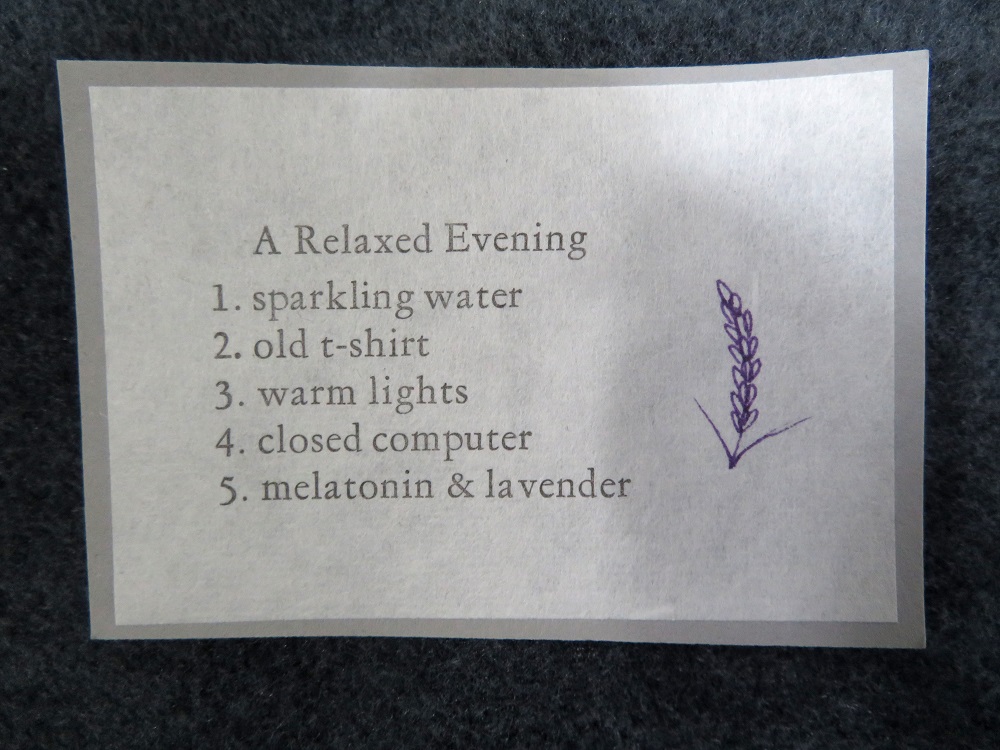 A Relaxed Evening
1. sparkling water
2. old t-shirt
3. warm lights
4. closed computer
5. melatonin & lavender